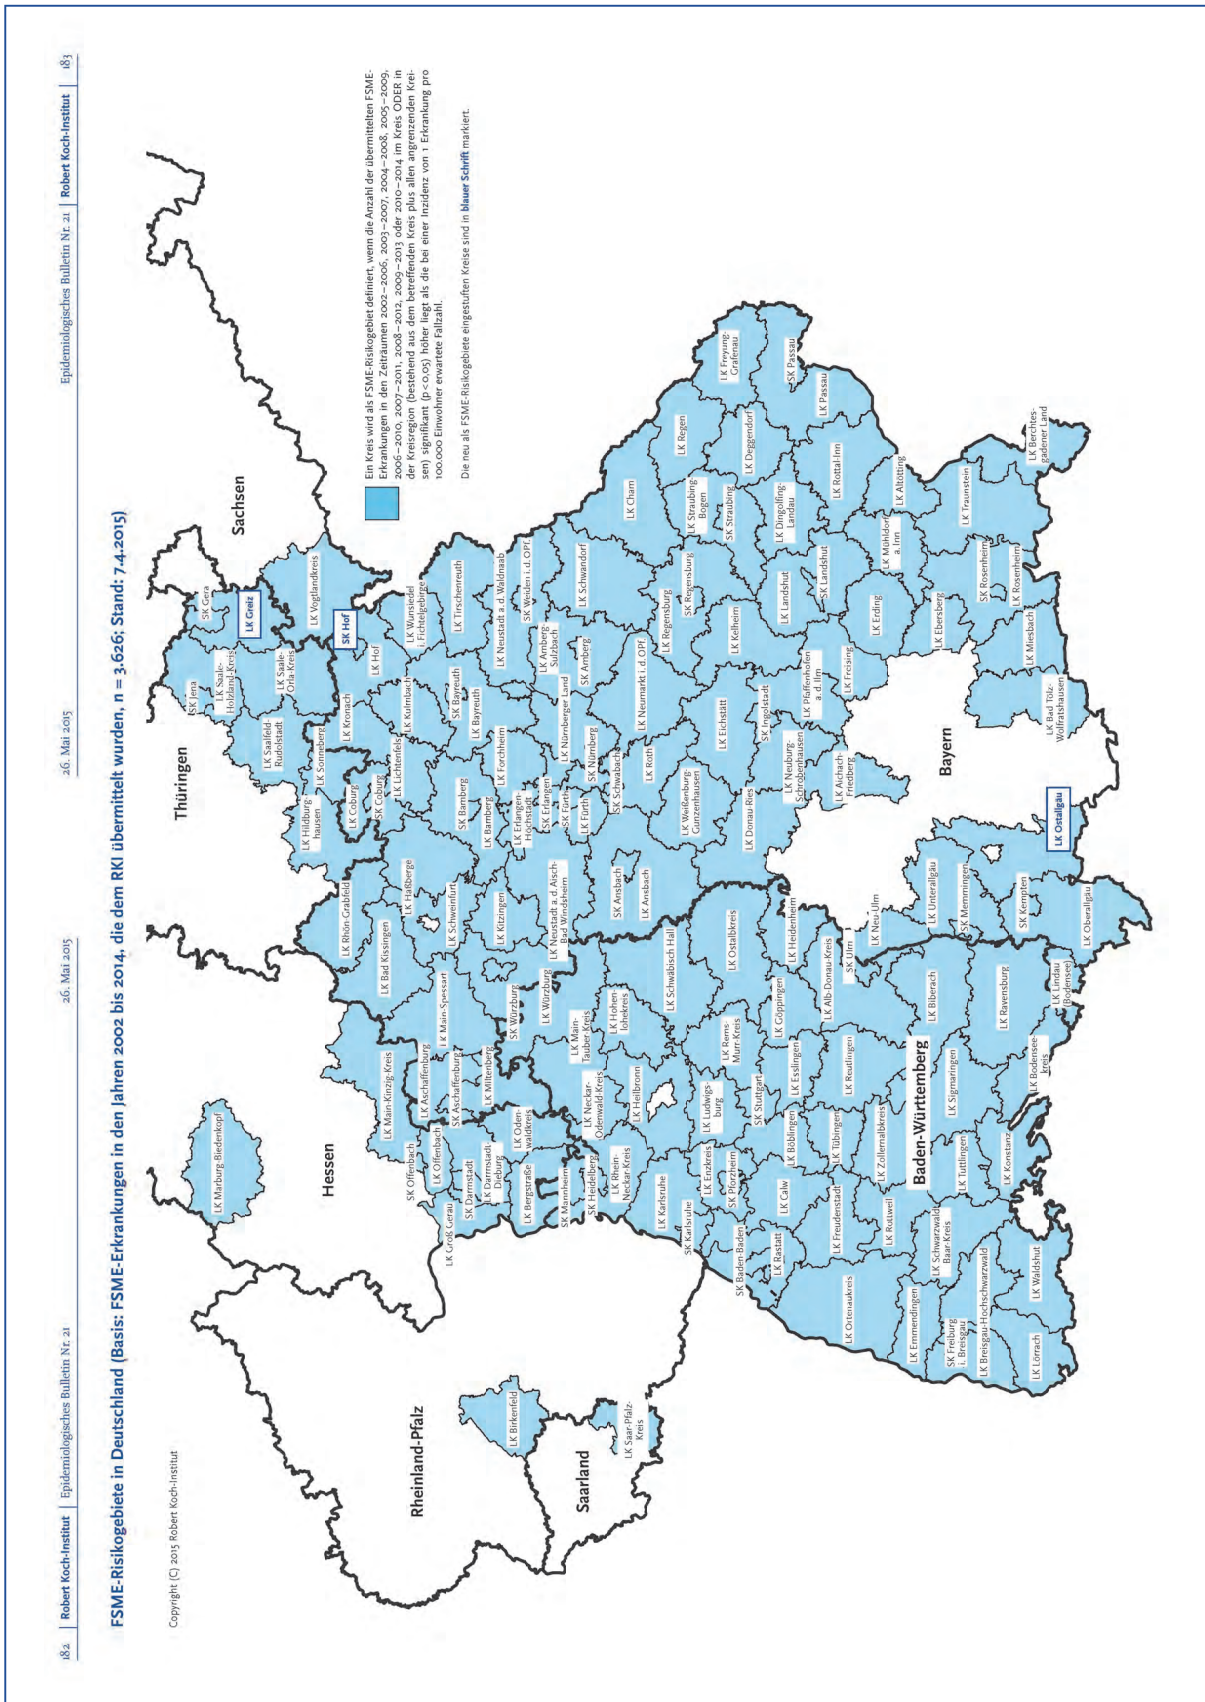 182 | Robert Koch-Institut | Epidemiologisches Bulletin Nr. 21
26. Mai 2015
26. Mai 2015
Epidemiologisches Bulletin Nr. 21 | Robert Koch-Institut | 183
FSME-Risikogebiete in Deutschland (Basis: FSME-Erkrankungen in den Jahren 2002 bis 2014, die dem RKI übermittelt wurden, n = 3.626; Stand: 7.4.2015)
Copyright (C) 2015 Robert Koch-Institut
Ein Kreis wird als FSME-Risikogebiet definiert, wenn die Anzahl der übermittelten FSME-
Erkrankungen in den Zeiträumen 2002–2006, 2003–2007, 2004–2008, 2005–2009,
2006–2010, 2007–2011, 2008–2012, 2009–2013 oder 2010–2014 im Kreis ODER in
der Kreisregion (bestehend aus dem betreffenden Kreis plus allen angrenzenden Krei-
sen) signifikant (p<0,05) höher liegt als die bei einer Inzidenz von 1 Erkrankung pro
100.000 Einwohner erwartete Fallzahl.
Die neu als FSME-Risikogebiete eingestuften Kreise sind in blauer Schrift markiert.
Rheinland-Pfalz
LK Birkenfeld
Saarland
LK Saar-Pfalz-
Kreis
Hessen
LK Marburg-Biedenkopf
LK Main-Kinzig-Kreis
SK Offenbach
LK Offenbach
LK Groß Gerau
SK Darmstadt
LK Darmstadt-
Dieburg
LK Oden-
waldkreis
LK Bergstraße
Thüringen
SK Jena
LK Saale-
Holzland-Kreis
SK Gera
LK Greiz
LK Saale-
Orla-Kreis
LK Saalfeld-
Rudolstadt
LK Sonneberg
LK Hildburg-
hausen
Sachsen
LK Vogtlandkreis
Bayern
SK Hof
LK Hof
LK Kronach
LK Coburg
SK Coburg
LK Lichtenfels
LK Kulmbach
LK Wunsiedel
i. Fichtelgebirge
LK Tirschenreuth
LK Rhön-Grabfeld
LK Bad Kissingen
LK Haßberge
LK Schweinfurt
LK Main-Spessart
LK Aschaffenburg
SK Aschaffenburg
LK Miltenberg
SK Würzburg
LK Würzburg
LK Kitzingen
SK Bamberg
LK Bamberg
SK Bayreuth
LK Bayreuth
LK Forchheim
LK Neustadt a. d. Waldnaab
SK Weiden i. d. OPf.
LK Erlangen-
Höchstadt
SK Erlangen
SK Fürth
LK Fürth
LK Nürnberger Land
SK Nürnberg
SK Schwabach
LK Neustadt a. d. Aisch-
Bad Windsheim
LK Amberg-
Sulzbach
SK Amberg
LK Schwandorf
SK Ansbach
LK Ansbach
LK Roth
LK Neumarkt i. d. OPf.
LK Cham
LK Weißenburg-
Gunzenhausen
LK Regensburg
SK Regensburg
LK Straubing-
Bogen
SK Straubing
LK Regen
LK Freyung-
Grafenau
LK Deggendorf
SK Passau
LK Passau
LK Eichstätt
LK Kelheim
SK Ingolstadt
LK Donau-Ries
LK Neuburg-
Schrobenhausen
LK Pfaffenhofen
a. d. Ilm
LK Landshut
SK Landshut
LK Dingolfing-
Landau
LK Rottal-Inn
LK Aichach-
Friedberg
LK Freising
LK Erding
LK Mühldorf
a. Inn
LK Altötting
LK Ebersberg
LK Traunstein
SK Rosenheim
LK Rosenheim
LK Berchtes-
gadener Land
LK Miesbach
LK Bad Tölz-
Wolfratshausen
LK Neu-Ulm
LK Unterallgäu
SK Memmingen
SK Kempten
LK Ostallgäu
LK Oberallgäu
LK Lindau
(Bodensee)
Baden-Württemberg
SK Mannheim
SK Heidelberg
LK Rhein-
Neckar-Kreis
LK Neckar-
Odenwald-Kreis
LK Main-
Tauber-Kreis
LK Hohen-
lohekreis
LK Heilbronn
LK Schwäbisch Hall
LK Karlsruhe
SK Karlsruhe
LK Enzkreis
SK Pforzheim
LK Ludwigs-
burg
LK Rems-
Murr-Kreis
LK Ostalbkreis
SK Stuttgart
SK Baden-Baden
LK Rastatt
LK Calw
LK Böblingen
LK Esslingen
LK Göppingen
LK Heidenheim
LK Alb-Donau-Kreis
SK Ulm
LK Tübingen
LK Reutlingen
LK Freudenstadt
LK Ortenaukreis
LK Rottweil
LK Zollernalbkreis
LK Emmendingen
SK Freiburg
i. Breisgau
LK Breisgau-Hochschwarzwald
LK Schwarzwald
Baar-Kreis
LK Tuttlingen
LK Sigmaringen
LK Biberach
LK Ravensburg
LK Konstanz
LK Bodensee-
kreis
LK Waldshut
LK Lörrach